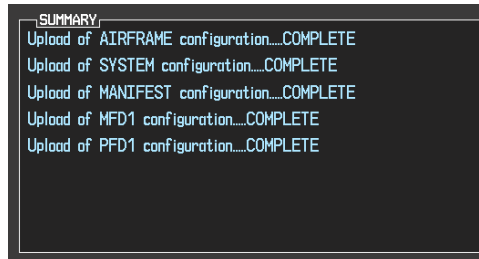 SUMMARY
Upload of AIRFRAME configuration.....COMPLETE
Upload of SYSTEM configuration.....COMPLETE
Upload of MANIFEST configuration.....COMPLETE
Upload of MFD1 configuration.....COMPLETE
Upload of PFD1 configuration.....COMPLETE